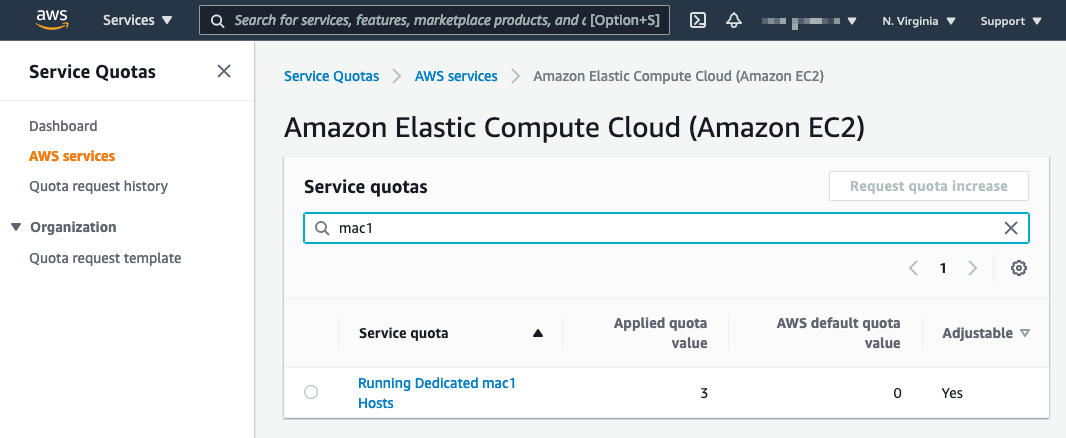 aws
Services
Search for services, features, marketplace products, and c [Option+S]
N. Virginia
Support
Service Quotas
Dashboard
AWS services
Quota request history
Organization
Quota request template
Service Quotas
AWS services
Amazon Elastic Compute Cloud (Amazon EC2)
Amazon Elastic Compute Cloud (Amazon EC2)
Service quotas
Request quota increase
mac1
1
Service quota
Applied quota
value
AWS default quota
value
Adjustable
Running Dedicated mac1
Hosts
3
0
Yes